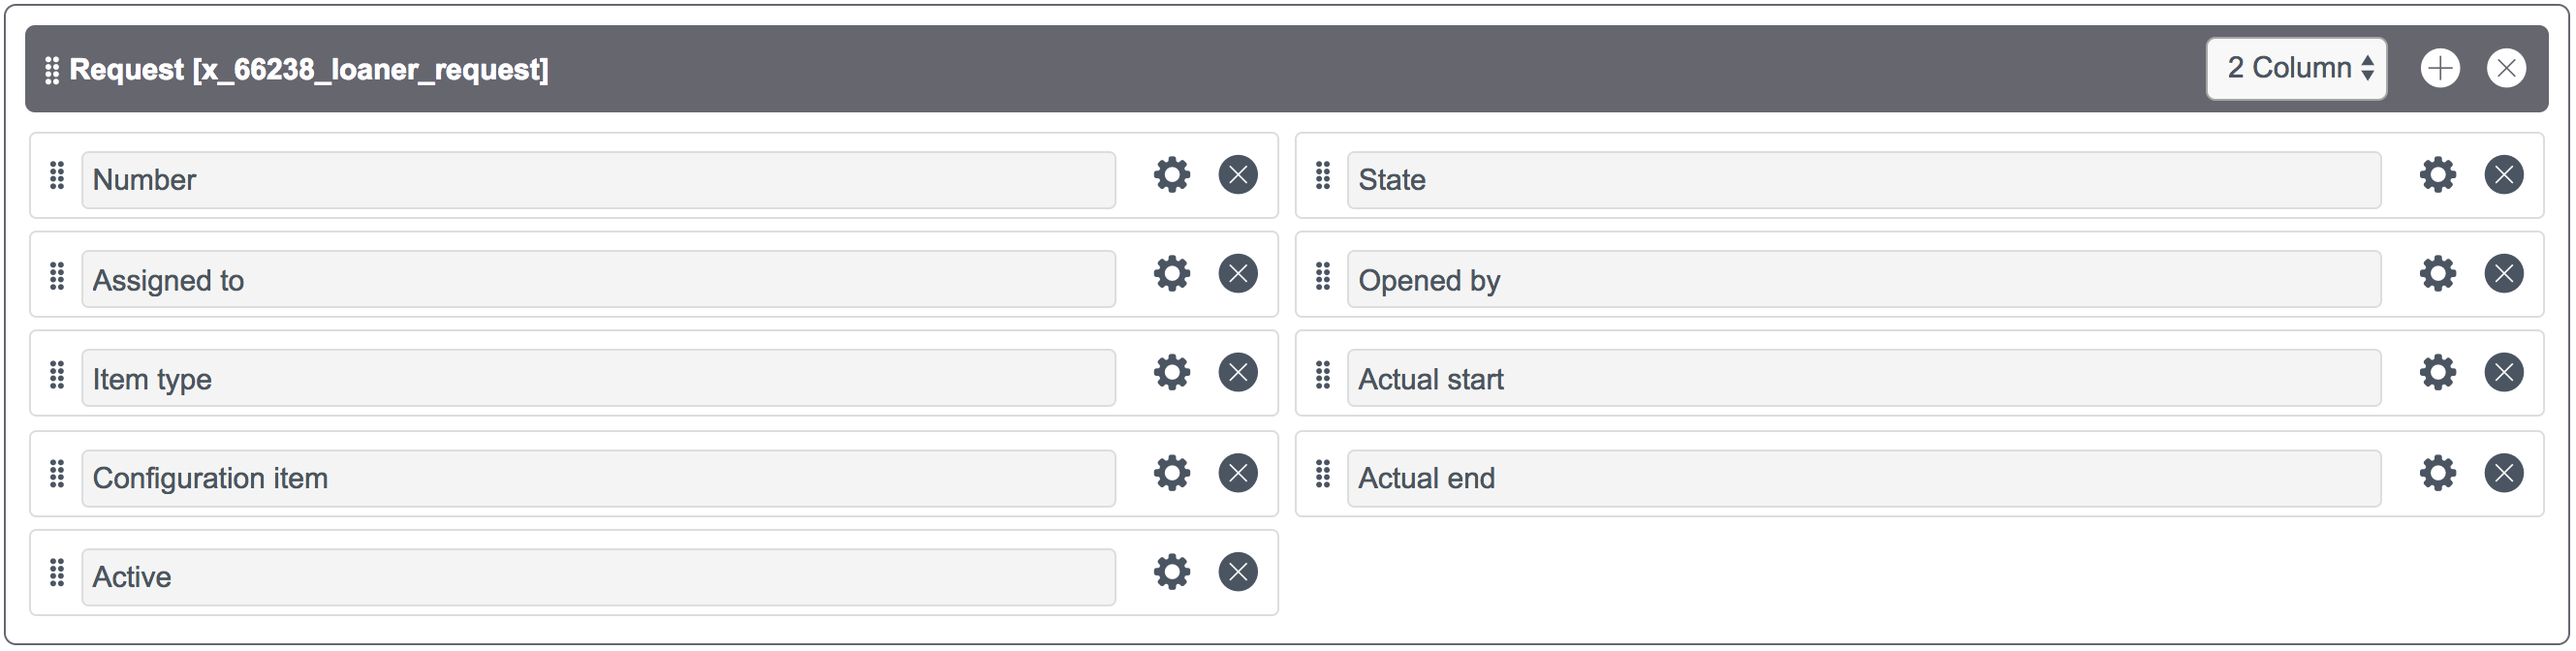 Request [x_66238_loaner_request]
2 Column
Number
State
Assigned to
Opened by
Item type
Actual start
Configuration item
Actual end
Active